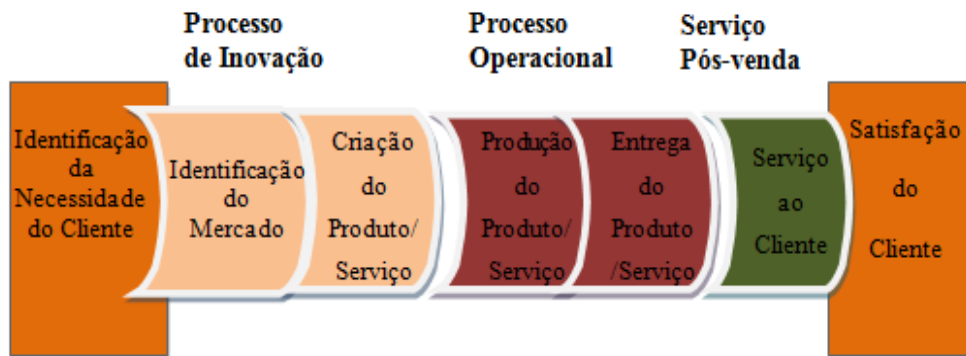 Processo
de Inovação
Processo
Operacional
Serviço
Pós-venda
Identificação
da
Necessidade
do Cliente
Identificação
do
Mercado
Criação
do
Produto/
Serviço
Produção
do
Produto/
Serviço
Entrega
do
Produto
/Serviço
Serviço
ao
Cliente
Satisfação
do
Cliente